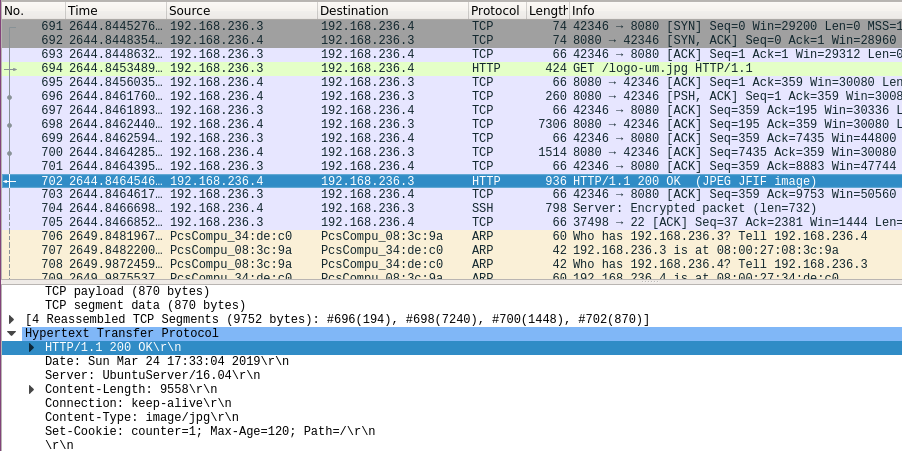 No. Time Source Destination Protocol Length Info
691 2644.8445276… 192.168.236.3 192.168.236.4 TCP 74 42346 → 8080 [SYN] Seq=0 Win=29200 Len=0 MSS=1
692 2644.8448354… 192.168.236.4 192.168.236.3 TCP 74 8080 → 42346 [SYN, ACK] Seq=0 Ack=1 Win=28960
693 2644.8448632… 192.168.236.3 192.168.236.4 TCP 66 42346 → 8080 [ACK] Seq=1 Ack=1 Win=29312 Len=0
694 2644.8453489… 192.168.236.3 192.168.236.4 HTTP 424 GET /logo-um.jpg HTTP/1.1
695 2644.8456035… 192.168.236.4 192.168.236.3 TCP 66 8080 → 42346 [ACK] Seq=1 Ack=359 Win=30080 Len
696 2644.8461760… 192.168.236.4 192.168.236.3 TCP 260 8080 → 42346 [PSH, ACK] Seq=1 Ack=359 Win=3008
697 2644.8461893… 192.168.236.3 192.168.236.4 TCP 66 42346 → 8080 [ACK] Seq=359 Ack=195 Win=30336 L
698 2644.8462440… 192.168.236.4 192.168.236.3 TCP 7306 8080 → 42346 [ACK] Seq=195 Ack=359 Win=30080 L
699 2644.8462594… 192.168.236.3 192.168.236.4 TCP 66 42346 → 8080 [ACK] Seq=359 Ack=7435 Win=44800
700 2644.8464285… 192.168.236.4 192.168.236.3 TCP 1514 8080 → 42346 [ACK] Seq=7435 Ack=359 Win=30080
701 2644.8464395… 192.168.236.3 192.168.236.4 TCP 66 42346 → 8080 [ACK] Seq=359 Ack=8883 Win=47744
702 2644.8464546… 192.168.236.4 192.168.236.3 HTTP 936 HTTP/1.1 200 OK (JPEG JFIF image)
703 2644.8464617… 192.168.236.3 192.168.236.4 TCP 66 42346 → 8080 [ACK] Seq=359 Ack=9753 Win=50560
704 2644.8466698… 192.168.236.4 192.168.236.3 SSH 798 Server: Encrypted packet (len=732)
705 2644.8466852… 192.168.236.3 192.168.236.4 TCP 66 37498 → 22 [ACK] Seq=37 Ack=2381 Win=1444 Len=
706 2649.8481967… PcsCompu_34:de:c0 PcsCompu_08:3c:9a ARP 60 Who has 192.168.236.3? Tell 192.168.236.4
707 2649.8482200… PcsCompu_08:3c:9a PcsCompu_34:de:c0 ARP 42 192.168.236.3 is at 08:00:27:08:3c:9a
708 2649.9872459… PcsCompu_08:3c:9a PcsCompu_34:de:c0 ARP 42 Who has 192.168.236.4? Tell 192.168.236.3
709 2649.9875537… PcsCompu_34:de:c0 PcsCompu_08:3c:9a ARP 60 192.168.236.4 is at 08:00:27:34:de:c0
TCP payload (870 bytes)
TCP segment data (870 bytes)
[4 Reassembled TCP Segments (9752 bytes): #696(194), #698(7240), #700(1448), #702(870)]
Hypertext Transfer Protocol
HTTP/1.1 200 OK\r\n
Date: Sun Mar 24 17:33:04 2019\r\n
Server: UbuntuServer/16.04\r\n
Content-Length: 9558\r\n
Connection: keep-alive\r\n
Content-Type: image/jpg\r\n
Set-Cookie: counter=1; Max-Age=120; Path=/\r\n
\r\n